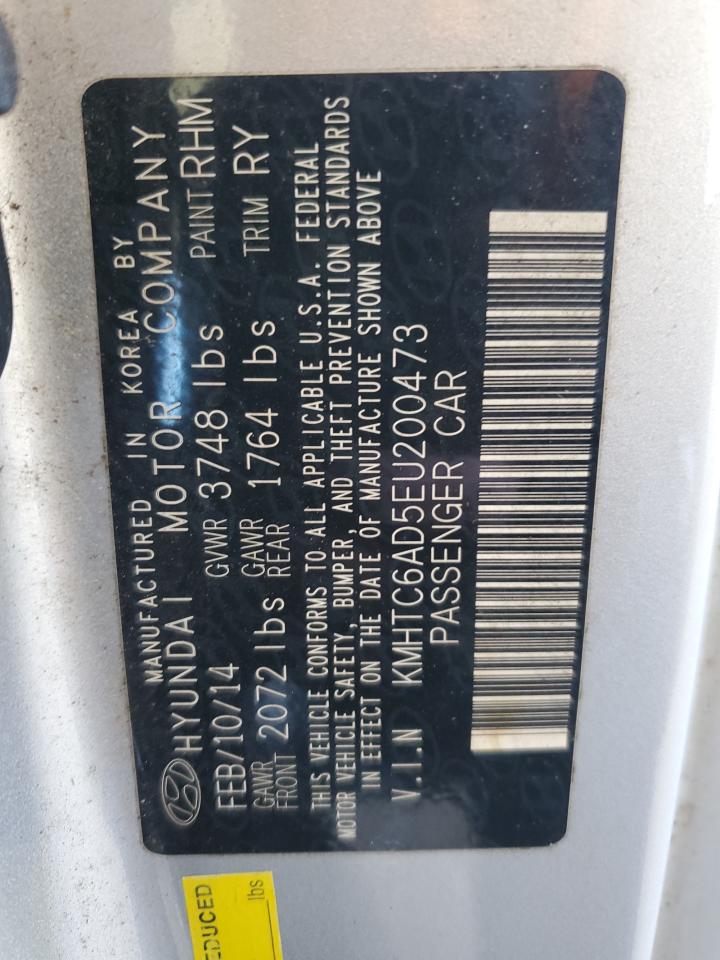 MANUFACTURED IN KOREA BY
HYUNDAI MOTOR COMPANY
FEB/10/14 GVWR 3748 lbs PAINT RHM
GAWR FRONT 2072 lbs GAWR REAR 1764 lbs TRIM RY
THIS VEHICLE CONFORMS TO ALL APPLICABLE U.S.A. FEDERAL
MOTOR VEHICLE SAFETY, BUMPER, AND THEFT PREVENTION STANDARDS
IN EFFECT ON THE DATE OF MANUFACTURE SHOWN ABOVE
V.I.N KMHTC6AD5EU200473
PASSENGER CAR
EDUCED
lbs